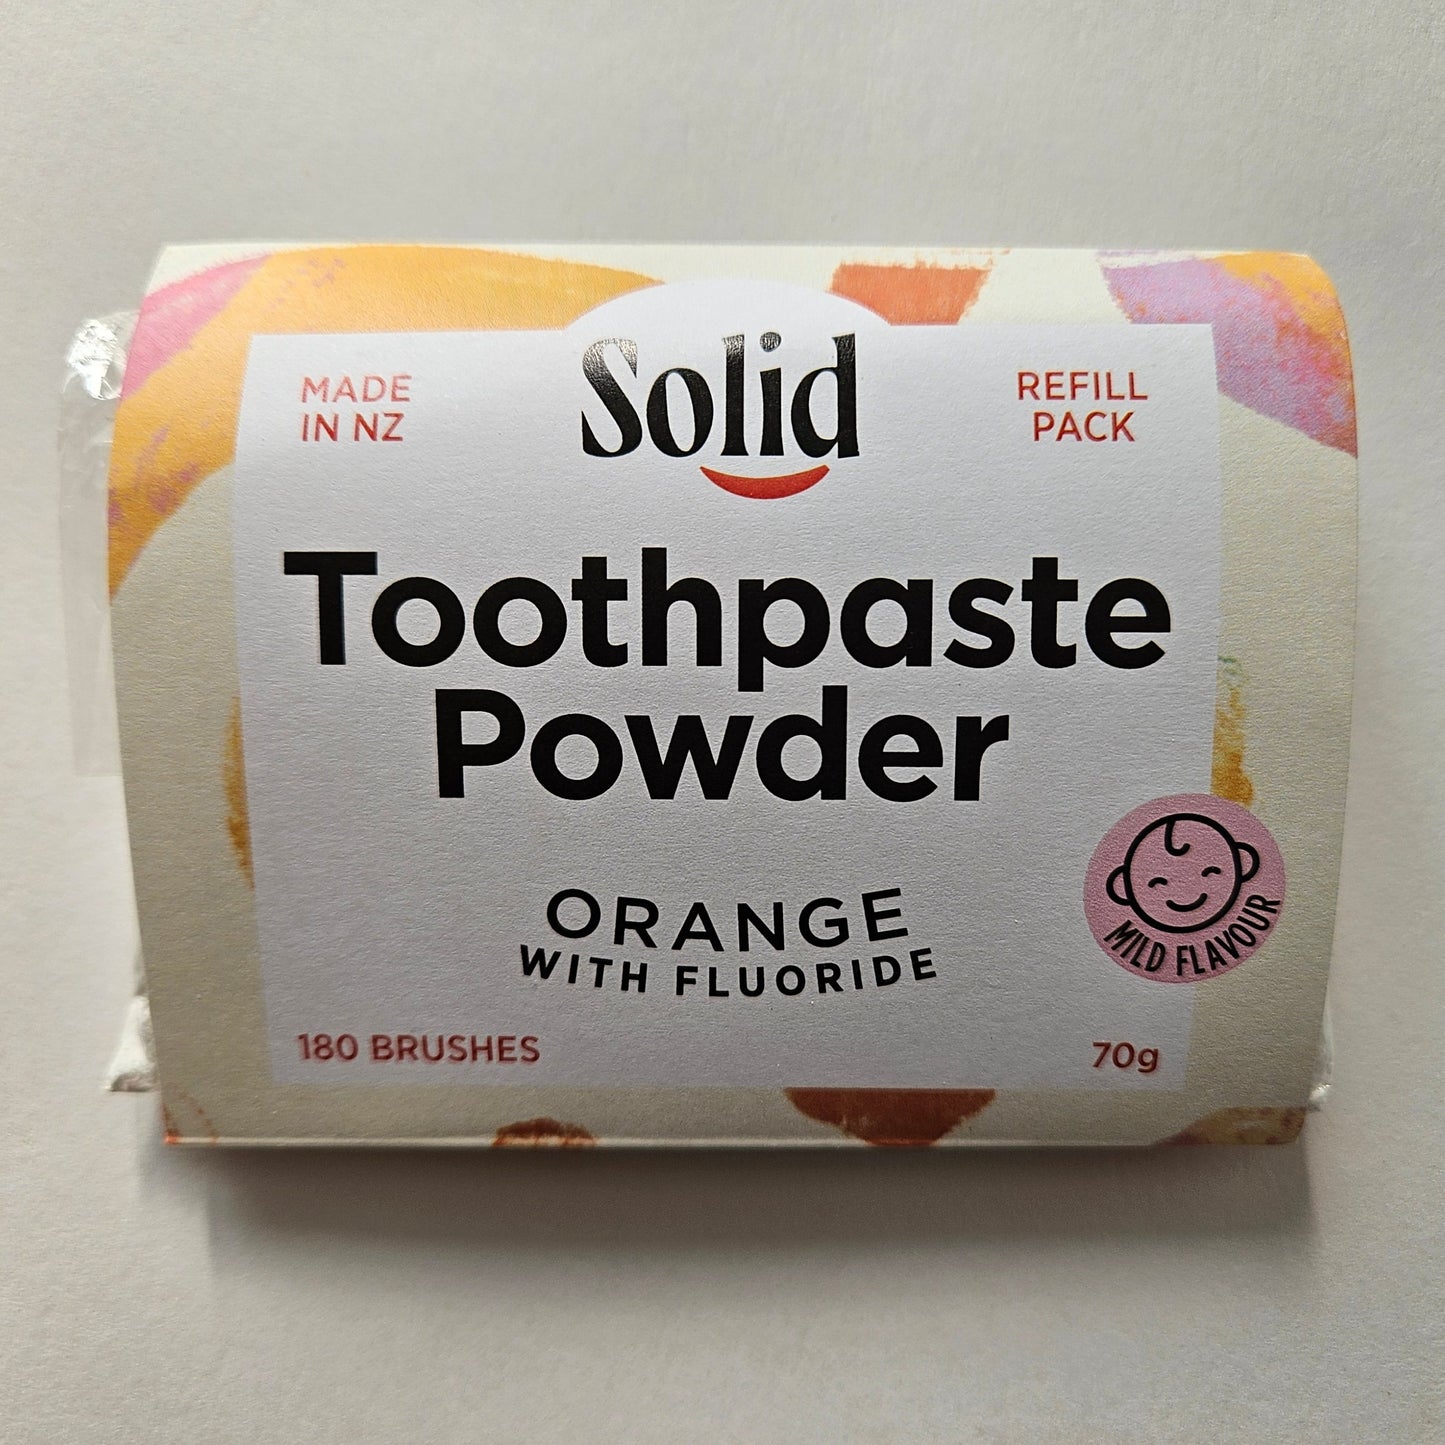 MADE
IN NZ
Solid
REFILL
PACK
Toothpaste
Powder
ORANGE
WITH FLUORIDE
MILD FLAVOUR
180 BRUSHES
70g